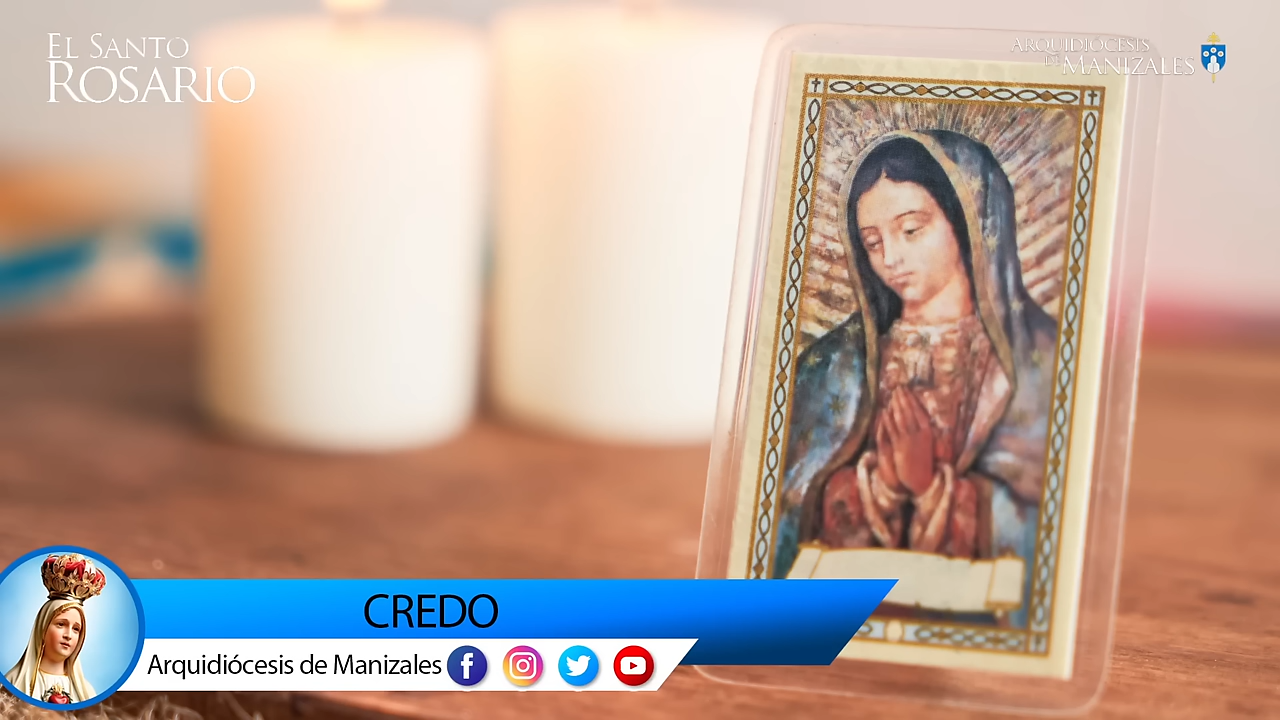 EL SANTO
ROSARIO
ARQUIDIÓCESIS
DE MANIZALES
CREDO
Arquidiócesis de Manizales